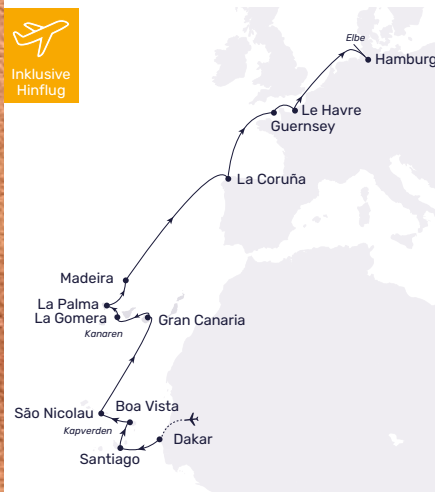 Inklusive
Hinflug
Elbe
Hamburg
Le Havre
Guernsey
La Coruña
Madeira
La Palma
La Gomera
Gran Canaria
Kanaren
São Nicolau
Boa Vista
Kapverden
Dakar
Santiago